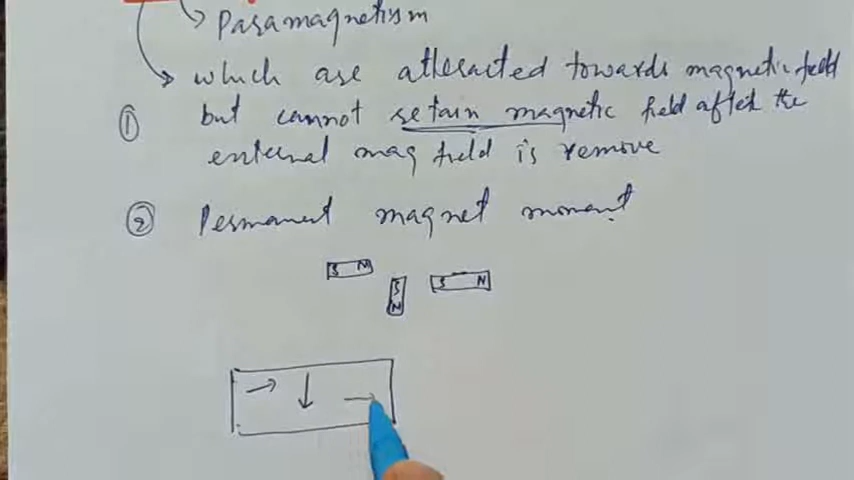 Paramagnetism
which are attracted towards magnetic field
① but cannot retain magnetic field after the
external mag field is remove
② Permanent magnet moment
S N
S N
S N